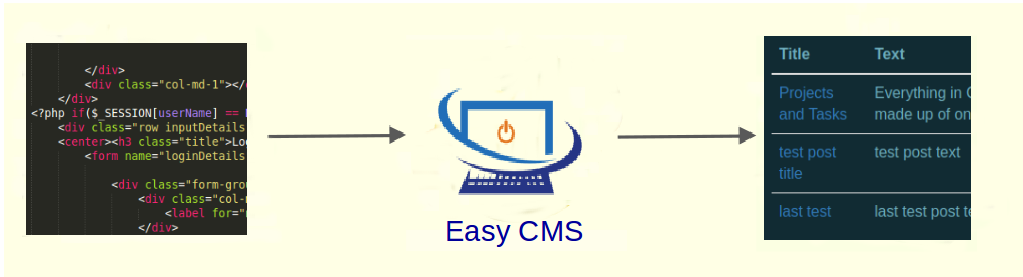 </div>
<div class="col-md-1"></
</div>
<?php if($_SESSION[userName] ==
<div class="row inputDetails
<center><h3 class="title">Lo
<form name="loginDetails
<div class="form-grou
<div class="col-
<label for="
</div>
Easy CMS
Title Text
Projects Everything in
and Tasks made up of on
test post test post text
title
last test last test post te